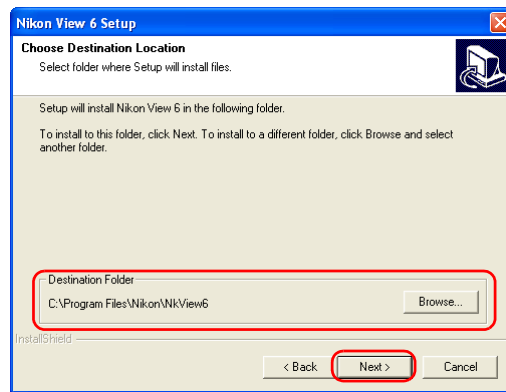 Nikon View 6 Setup
Choose Destination Location
Select folder where Setup will install files.
Setup will install Nikon View 6 in the following folder.
To install to this folder, click Next. To install to a different folder, click Browse and select
another folder.
Destination Folder
C:\Program Files\Nikon\NkView6
Browse...
InstallShield
< Back
Next >
Cancel